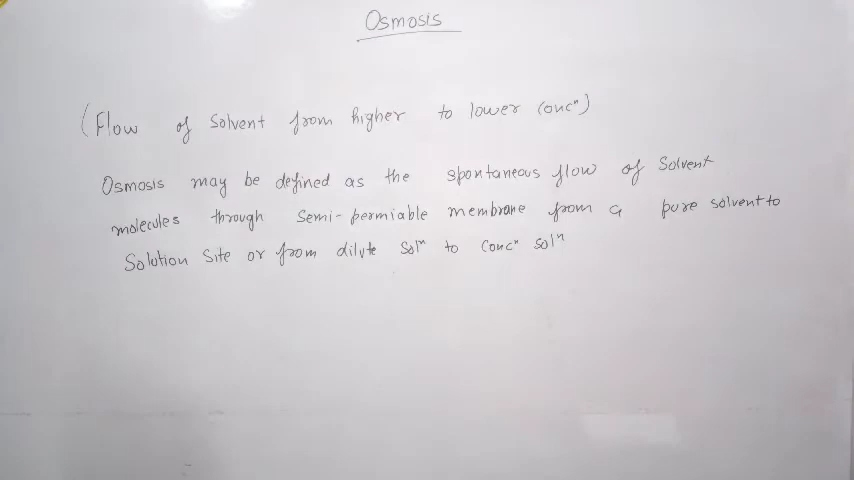 Osmosis
(Flow of Solvent from higher to lower concⁿ)
Osmosis may be defined as the spontaneous flow of Solvent
molecules through semi-permiable membrane from a pure solvent to
Solution Site or from dilute solⁿ to concⁿ solⁿ